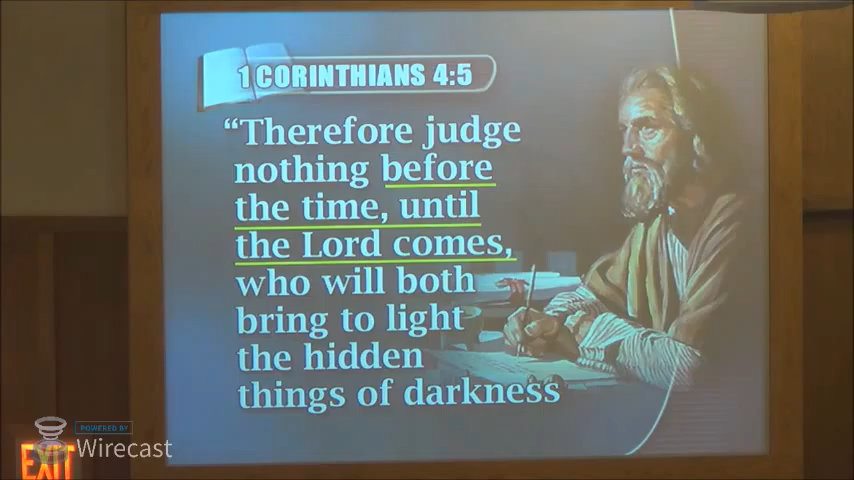 1 CORINTHIANS 4:5
“Therefore judge
nothing before
the time, until
the Lord comes,
who will both
bring to light
the hidden
things of darkness
POWERED BY
Wirecast
EXIT